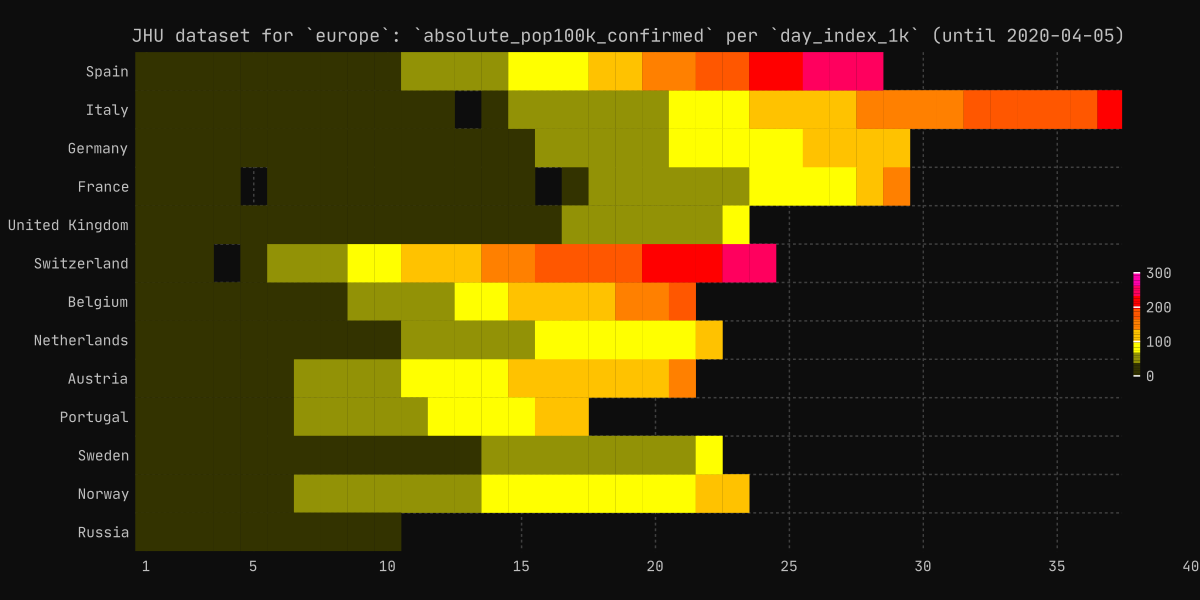 JHU dataset for `europe`: `absolute_pop100k_confirmed` per `day_index_1k` (until 2020-04-05)
Spain
Italy
Germany
France
United Kingdom
Switzerland
Belgium
Netherlands
Austria
Portugal
Sweden
Norway
Russia
300
200
100
0
1 5 10 15 20 25 30 35 40